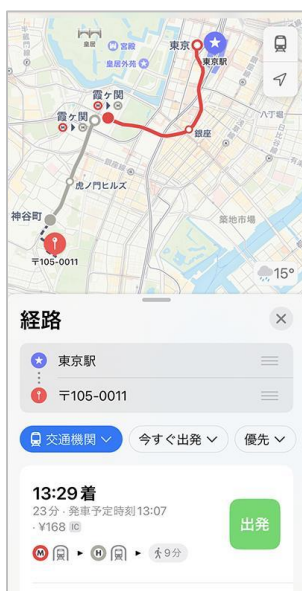 皇居
宮殿
皇居外苑
東京
東京駅
霞ケ関
霞ケ関
八丁堀
銀座
虎ノ門ヒルズ
神谷町
築地市場
〒105-0011
15°
経路
東京駅
〒105-0011
交通機関
今すぐ出発
優先
13:29着
23分 · 発車予定時刻13:07
· ¥168 IC
出発
M H 9分